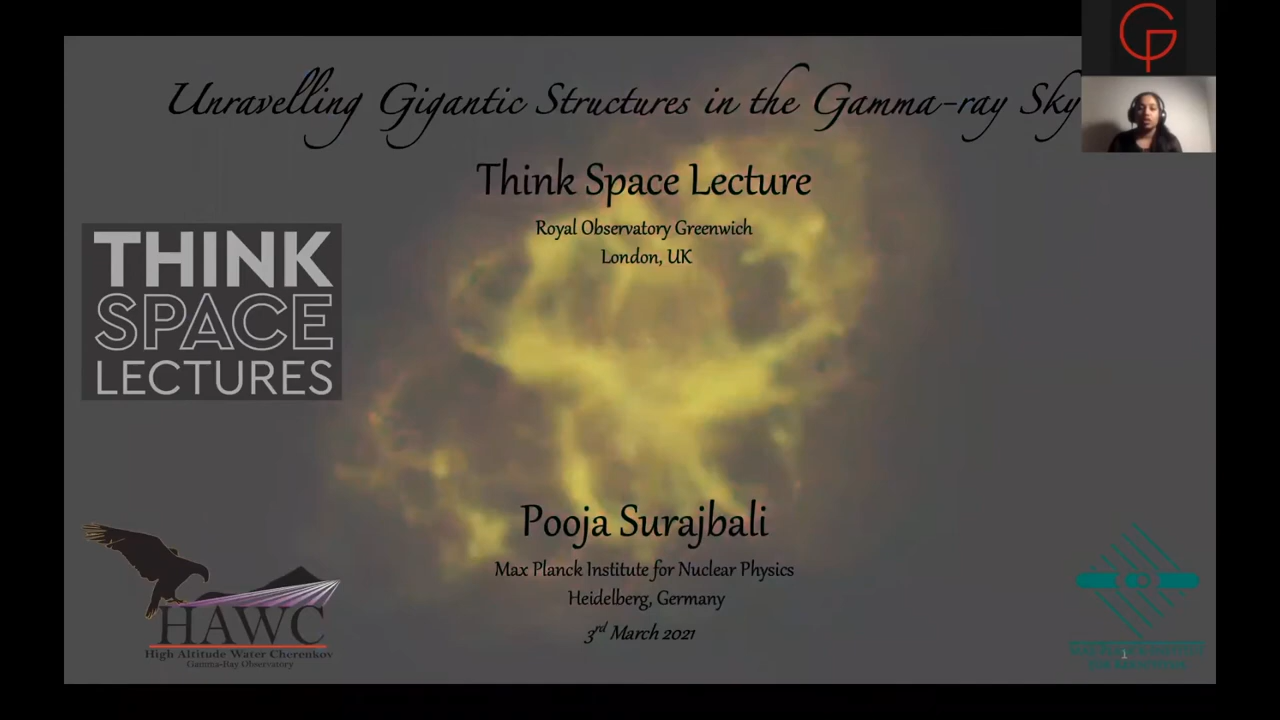 Unravelling Gigantic Structures in the Gamma-ray Sky
Think Space Lecture
Royal Observatory Greenwich
London, UK
THINK
SPACE
LECTURES
Pooja Surajbali
Max Planck Institute for Nuclear Physics
Heidelberg, Germany
3rd March 2021
HAWC
High Altitude Water Cherenkov
Gamma-Ray Observatory
1